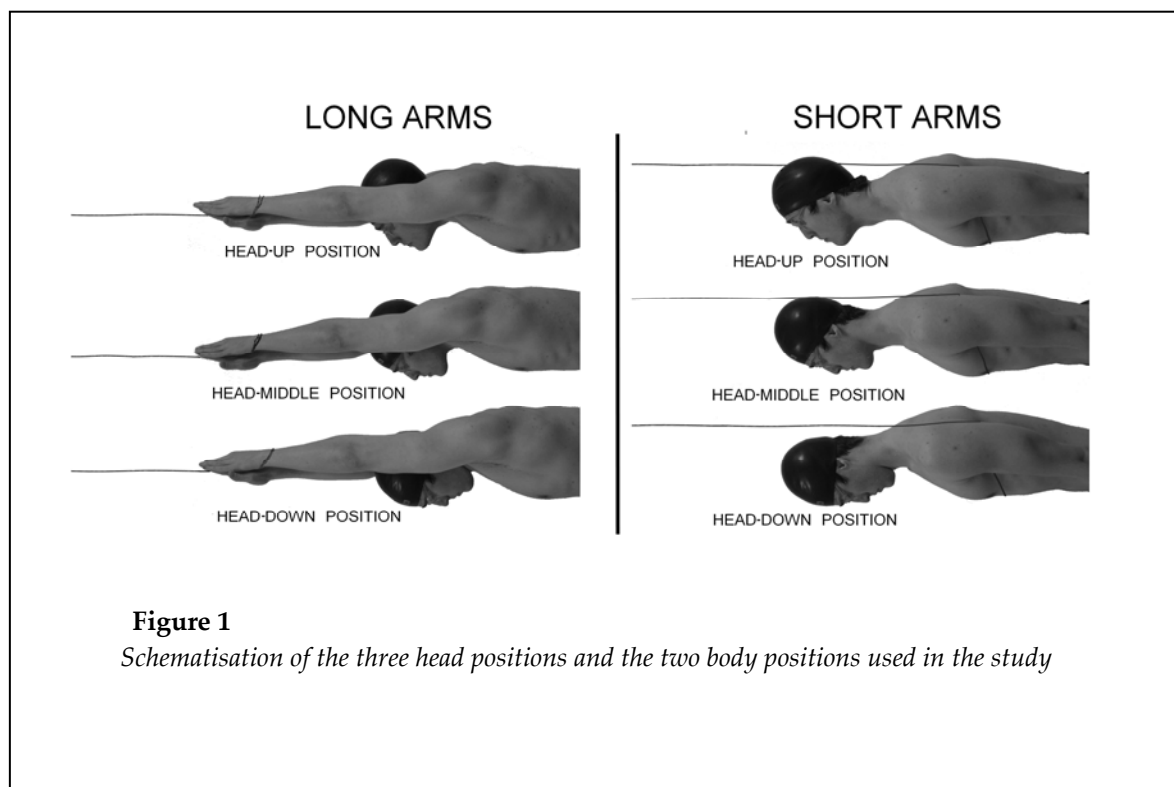 LONG ARMS
HEAD-UP POSITION
HEAD-MIDDLE POSITION
HEAD-DOWN POSITION
SHORT ARMS
HEAD-UP POSITION
HEAD-MIDDLE POSITION
HEAD-DOWN POSITION
Figure 1
Schematisation of the three head positions and the two body positions used in the study